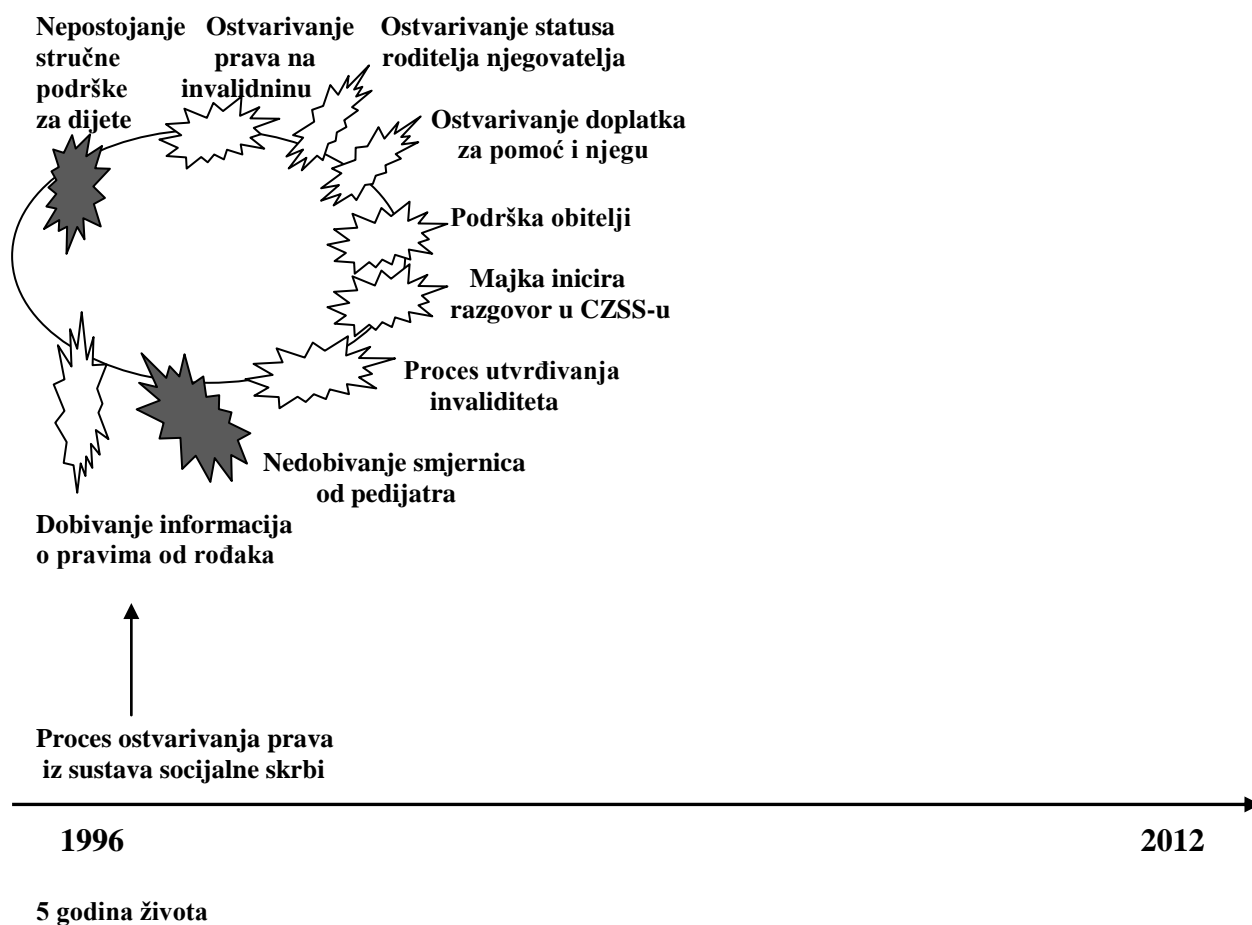 Nepostojanje
stručne
podrške
za dijete
Ostvarivanje
prava na
invalidninu
Ostvarivanje statusa
roditelja njegovatelja
Ostvarivanje doplatka
za pomoć i njegu
Podrška obitelji
Majka inicira
razgovor u CZSS-u
Proces utvrđivanja
invaliditeta
Nedobivanje smjernica
od pedijatra
Dobivanje informacija
o pravima od rođaka
Proces ostvarivanja prava
iz sustava socijalne skrbi
1996
2012
5 godina života